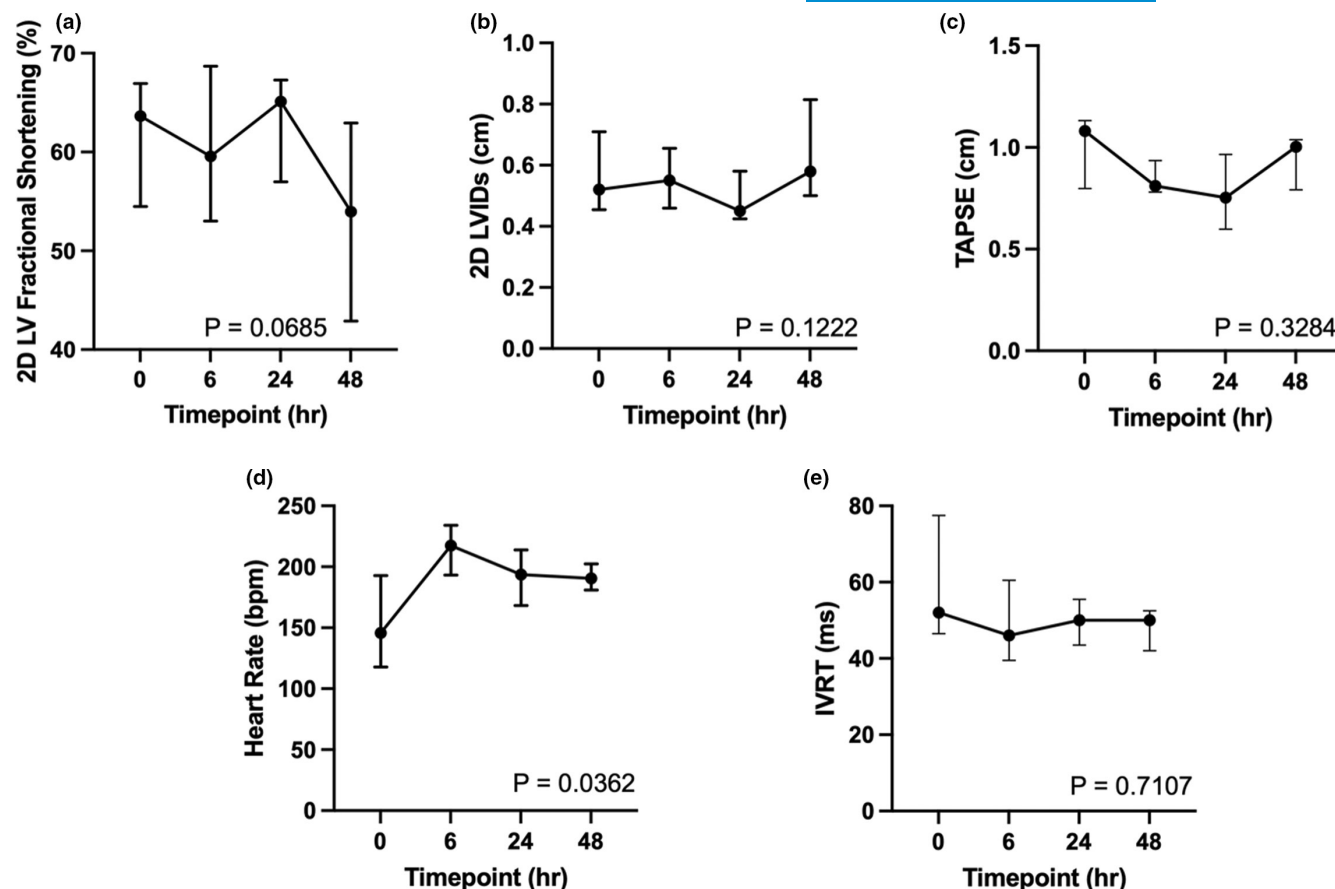 (a)
2D LV Fractional Shortening (%)
70
60
50
40
P = 0.0685
0 6 24 48
Timepoint (hr)
(b)
2D LVIDs (cm)
1.0
0.8
0.6
0.4
0.2
0.0
P = 0.1222
0 6 24 48
Timepoint (hr)
(c)
TAPSE (cm)
1.5
1.0
0.5
0.0
P = 0.3284
0 6 24 48
Timepoint (hr)
(d)
Heart Rate (bpm)
250
200
150
100
50
0
P = 0.0362
0 6 24 48
Timepoint (hr)
(e)
IVRT (ms)
80
60
40
20
0
P = 0.7107
0 6 24 48
Timepoint (hr)